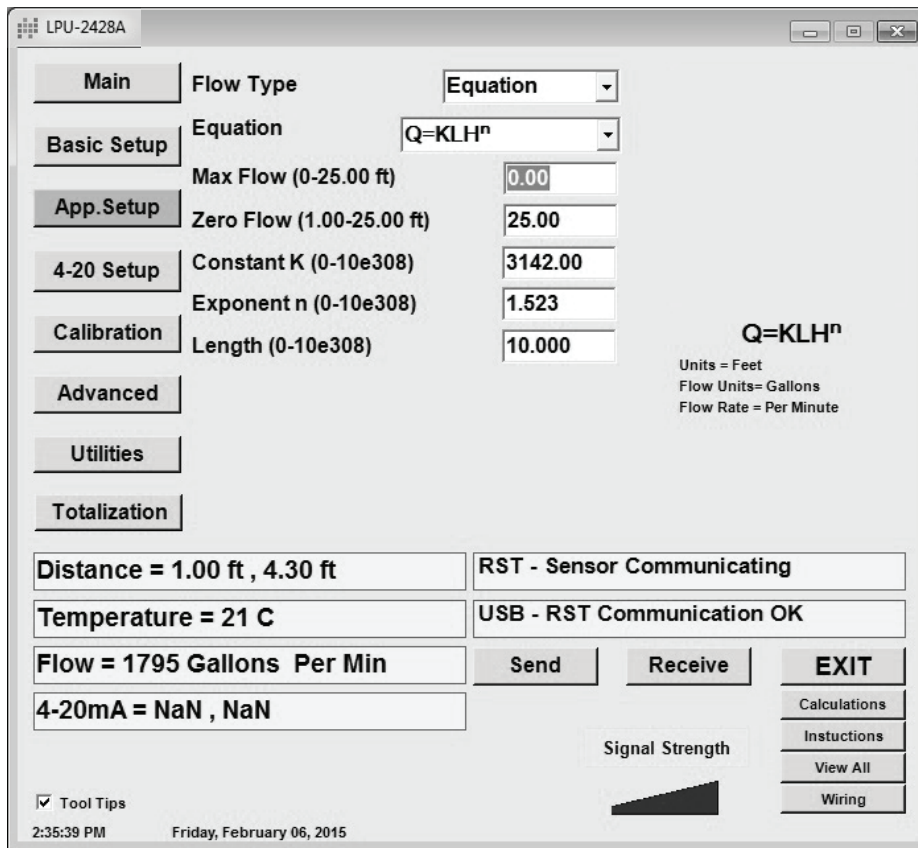 LPU-2428A
Main
Flow Type
Equation
Basic Setup
Equation
Q=KLHⁿ
Max Flow (0-25.00 ft)
0.00
App.Setup
Zero Flow (1.00-25.00 ft)
25.00
4-20 Setup
Constant K (0-10e308)
3142.00
Exponent n (0-10e308)
1.523
Calibration
Length (0-10e308)
10.000
Q=KLHⁿ
Units = Feet
Flow Units= Gallons
Flow Rate = Per Minute
Advanced
Utilities
Totalization
Distance = 1.00 ft , 4.30 ft
RST - Sensor Communicating
Temperature = 21 C
USB - RST Communication OK
Flow = 1795 Gallons Per Min
Send
Receive
EXIT
4-20mA = NaN , NaN
Calculations
Instuctions
Signal Strength
View All
Wiring
Tool Tips
2:35:39 PM
Friday, February 06, 2015